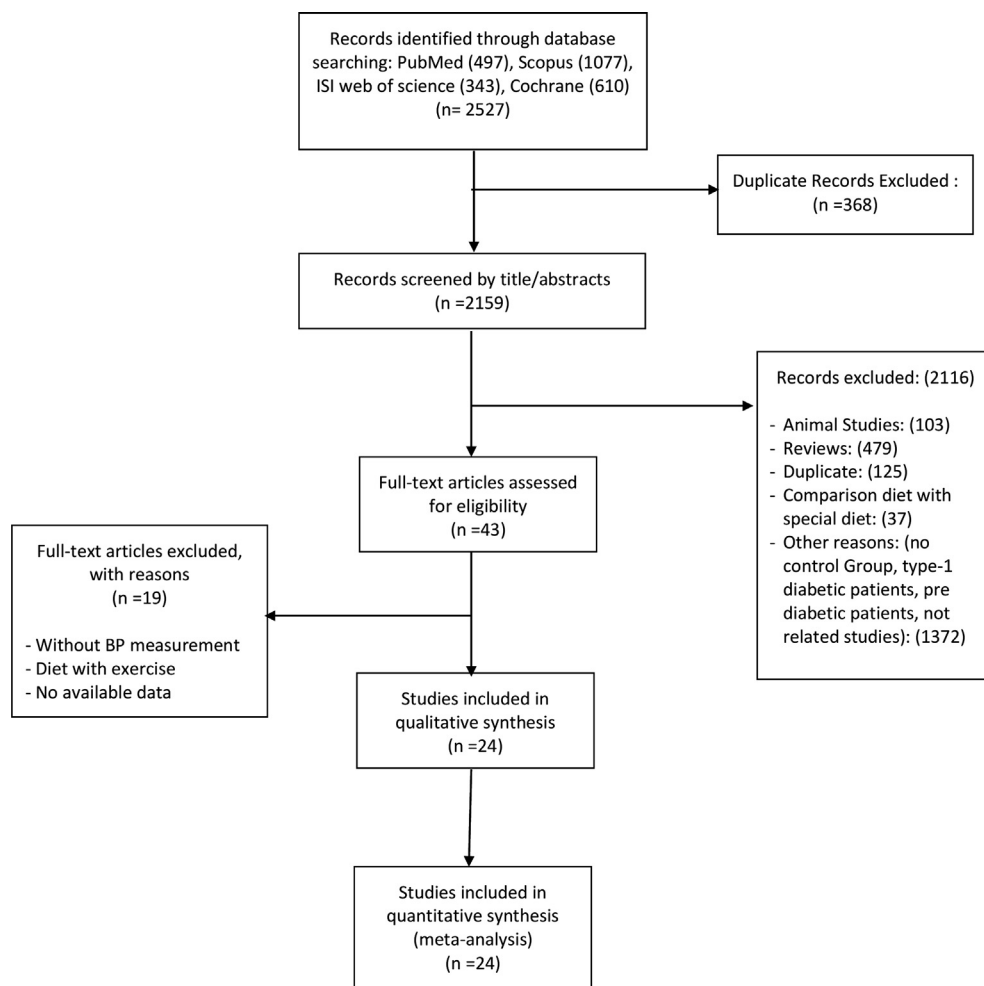 Records identified through database
searching: PubMed (497), Scopus (1077),
ISI web of science (343), Cochrane (610)
(n= 2527)
Duplicate Records Excluded :
(n =368)
Records screened by title/abstracts
(n =2159)
Records excluded: (2116)
- Animal Studies: (103)
- Reviews: (479)
- Duplicate: (125)
- Comparison diet with
special diet: (37)
- Other reasons: (no
control Group, type-1
diabetic patients, pre
diabetic patients, not
related studies): (1372)
Full-text articles assessed
for eligibility
(n =43)
Full-text articles excluded,
with reasons
(n =19)
- Without BP measurement
- Diet with exercise
- No available data
Studies included in
qualitative synthesis
(n =24)
Studies included in
quantitative synthesis
(meta-analysis)
(n =24)